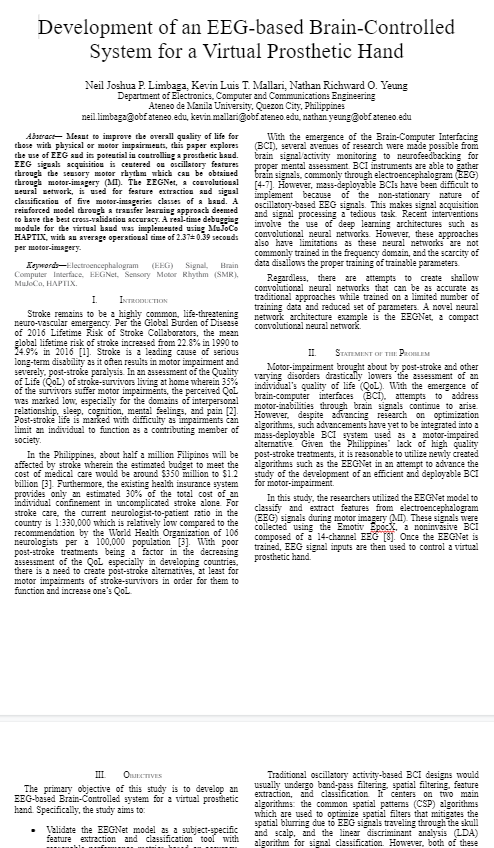 Development of an EEG-based Brain-Controlled
System for a Virtual Prosthetic Hand
Neil Joshua P. Limbaga, Kevin Luis T. Mallari, Nathan Richward O. Yeung
Department of Electronics, Computer and Communications Engineering
Ateneo de Manila University, Quezon City, Philippines
neil.limbaga@obf.ateneo.edu, kevin.mallari@obf.ateneo.edu, nathan.yeung@obf.ateneo.edu
Abstract— Meant to improve the overall quality of life for
those with physical or motor impairments, this paper explores
the use of EEG and its potential in controlling a prosthetic hand.
EEG signals acquisition is centered on oscillatory features
through the sensory motor rhythm which can be obtained
through motor-imagery (MI). The EEGNet, a convolutional
neural network, is used for feature extraction and signal
classification of five motor-imageries classes of a hand. A
reinforced model through a transfer learning approach deemed
to have the best cross-validation accuracy. A real-time debugging
module for the virtual hand was implemented using MuJoCo
HAPTIX, with an average operational time of 2.37± 0.39 seconds
per motor-imagery.
Keywords—Electroencephalogram (EEG) Signal, Brain
Computer Interface, EEGNet, Sensory Motor Rhythm (SMR),
MuJoCo, HAPTIX.
I. Introduction
Stroke remains to be a highly common, life-threatening
neuro-vascular emergency. Per the Global Burden of Disease
of 2016 Lifetime Risk of Stroke Collaborators, the mean
global lifetime risk of stroke increased from 22.8% in 1990 to
24.9% in 2016 [1]. Stroke is a leading cause of serious
long-term disability as it often results in motor impairment and
severely, post-stroke paralysis. In an assessment of the Quality
of Life (QoL) of stroke-survivors living at home wherein 35%
of the survivors suffer motor impairments, the perceived QoL
was marked low, especially for the domains of interpersonal
relationship, sleep, cognition, mental feelings, and pain [2].
Post-stroke life is marked with difficulty as impairments can
limit an individual to function as a contributing member of
society.
In the Philippines, about half a million Filipinos will be
affected by stroke wherein the estimated budget to meet the
cost of medical care would be around $350 million to $1.2
billion [3]. Furthermore, the existing health insurance system
provides only an estimated 30% of the total cost of an
individual confinement in uncomplicated stroke alone. For
stroke care, the current neurologist-to-patient ratio in the
country is 1:330,000 which is relatively low compared to the
recommendation by the World Health Organization of 106
neurologists per a 100,000 population [3]. With poor
post-stroke treatments being a factor in the decreasing
assessment of the QoL especially in developing countries,
there is a need to create post-stroke alternatives, at least for
motor impairments of stroke-survivors in order for them to
function and increase one's QoL.
With the emergence of the Brain-Computer Interfacing
(BCI), several avenues of research were made possible from
brain signal/activity monitoring to neurofeedbacking for
proper mental assessment. BCI instruments are able to gather
brain signals, commonly through electroencephalogram (EEG)
[4-7]. However, mass-deployable BCIs have been difficult to
implement because of the non-stationary nature of
oscillatory-based EEG signals. This makes signal acquisition
and signal processing a tedious task. Recent interventions
involve the use of deep learning architectures such as
convolutional neural networks. However, these approaches
also have limitations as these neural networks are not
commonly trained in the frequency domain, and the scarcity of
data disallows the proper training of trainable parameters.
Regardless, there are attempts to create shallow
convolutional neural networks that can be as accurate as
traditional approaches while trained on a limited number of
training data and reduced set of parameters. A novel neural
network architecture example is the EEGNet, a compact
convolutional neural network.
II. Statement of the Problem
Motor-impairment brought about by post-stroke and other
varying disorders drastically lowers the assessment of an
individual's quality of life (QoL). With the emergence of
brain-computer interfaces (BCI), attempts to address
motor-inabilities through brain signals continue to arise.
However, despite advancing research on optimization
algorithms, such advancements have yet to be integrated into a
mass-deployable BCI system used as a motor-impaired
alternative. Given the Philippines' lack of high quality
post-stroke treatments, it is reasonable to utilize newly created
algorithms such as the EEGNet in an attempt to advance the
study of the development of an efficient and deployable BCI
for motor-impairment.
In this study, the researchers utilized the EEGNet model to
classify and extract features from electroencephalogram
(EEG) signals during motor imagery (MI). These signals were
collected using the Emotiv EpocX, a noninvasive BCI
composed of a 14-channel EEG [8]. Once the EEGNet is
trained, EEG signal inputs are then used to control a virtual
prosthetic hand.
III. Objectives
The primary objective of this study is to develop an
EEG-based Brain-Controlled system for a virtual prosthetic
hand. Specifically, the study aims to:
● Validate the EEGNet model as a subject-specific
feature extraction and classification tool with
Traditional oscillatory activity-based BCI designs would
usually undergo band-pass filtering, spatial filtering, feature
extraction, and classification. It centers on two main
algorithms: the common spatial patterns (CSP) algorithms
which are used to optimize spatial filters that mitigates the
spatial blurring due to EEG signals traveling through the skull
and scalp, and the linear discriminant analysis (LDA)
algorithm for signal classification. However, both of these